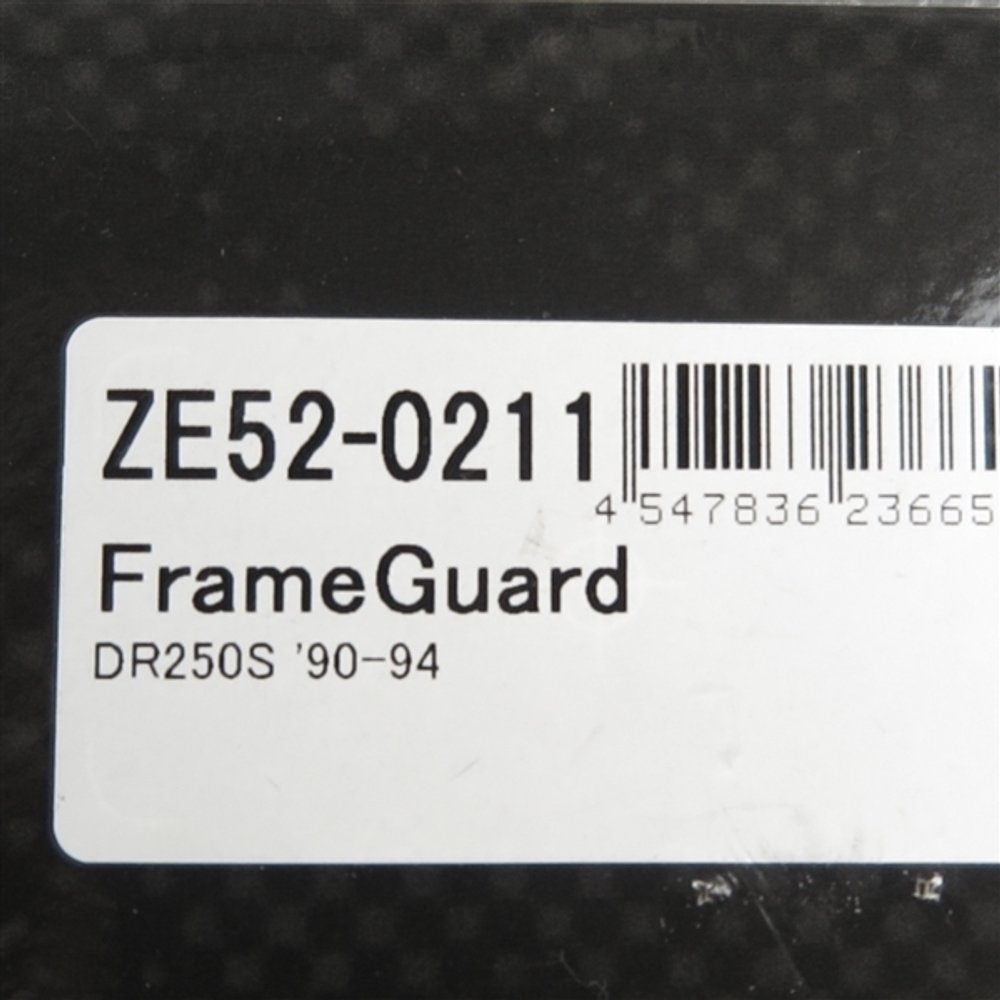 ZE52-0211
4 547836 23665
FrameGuard
DR250S '90-94